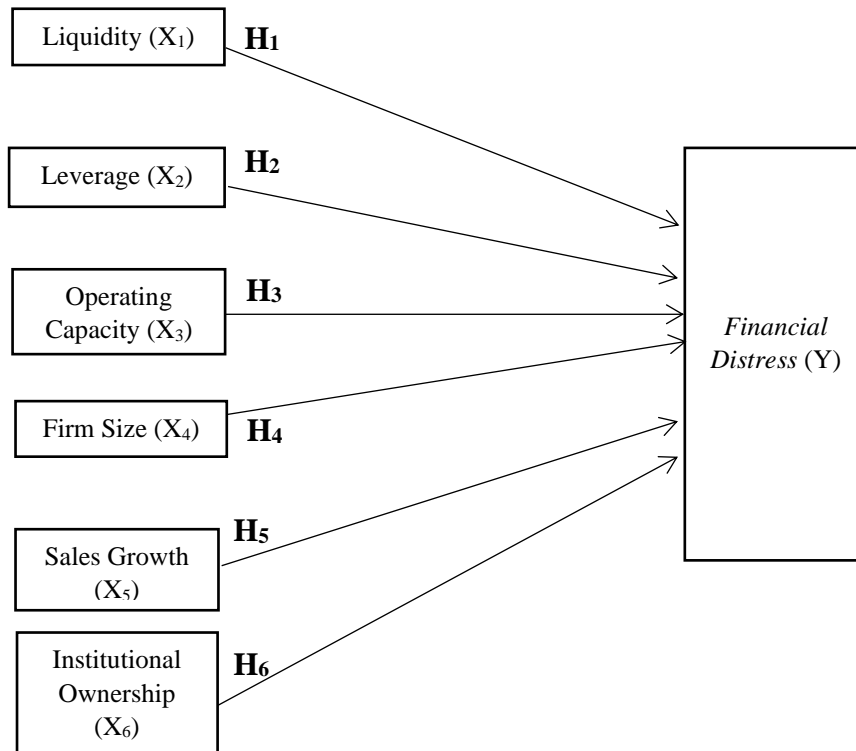 Liquidity (X₁)
H₁
Leverage (X₂)
H₂
Operating
Capacity (X₃)
H₃
Firm Size (X₄)
H₄
Sales Growth
(X₅)
H₅
Institutional
Ownership
(X₆)
H₆
Financial
Distress (Y)